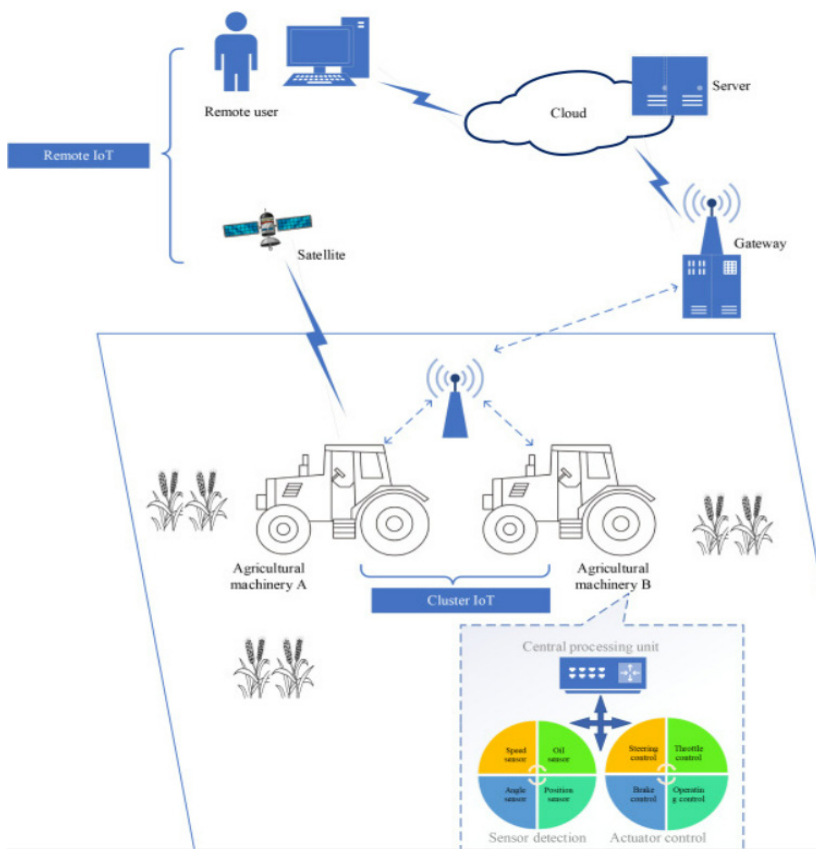 Server
Cloud
Remote user
Remote IoT
Gateway
Satellite
Agricultural
machinery A
Agricultural
machinery B
Cluster IoT
Central processing unit
Speed
sensor
Oil
sensor
Steering
control
Throttle
control
Angle
sensor
Position
sensor
Brake
control
Operatin
g control
Sensor detection
Actuator control